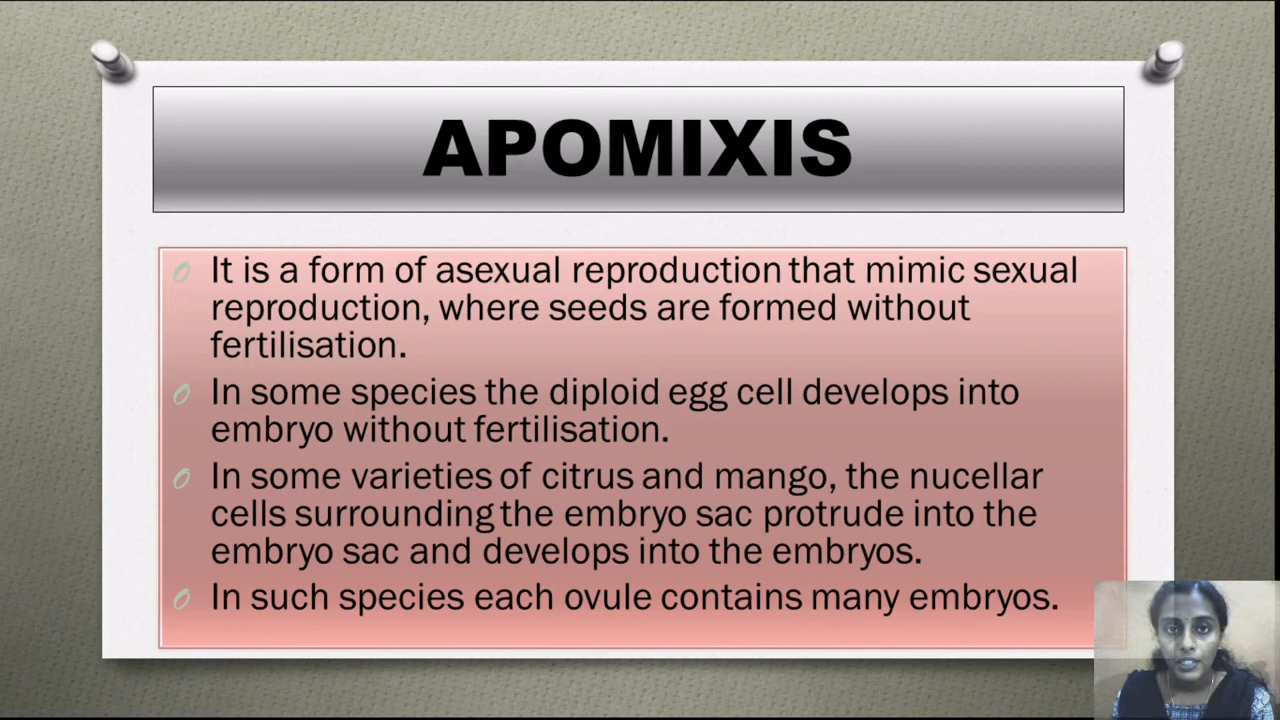 APOMIXIS
It is a form of asexual reproduction that mimic sexual
reproduction, where seeds are formed without
fertilisation.
In some species the diploid egg cell develops into
embryo without fertilisation.
In some varieties of citrus and mango, the nucellar
cells surrounding the embryo sac protrude into the
embryo sac and develops into the embryos.
In such species each ovule contains many embryos.